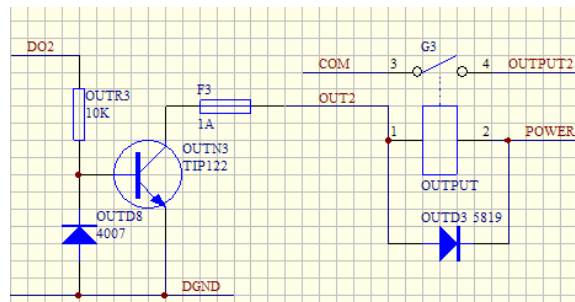 DO2
G3
COM
3
4
OUTPUT2
OUTR3
10K
F3
1A
OUT2
1
2
POWER
OUTN3
TIP122
OUTPUT
OUTD8
4007
OUTD3 5819
DGND